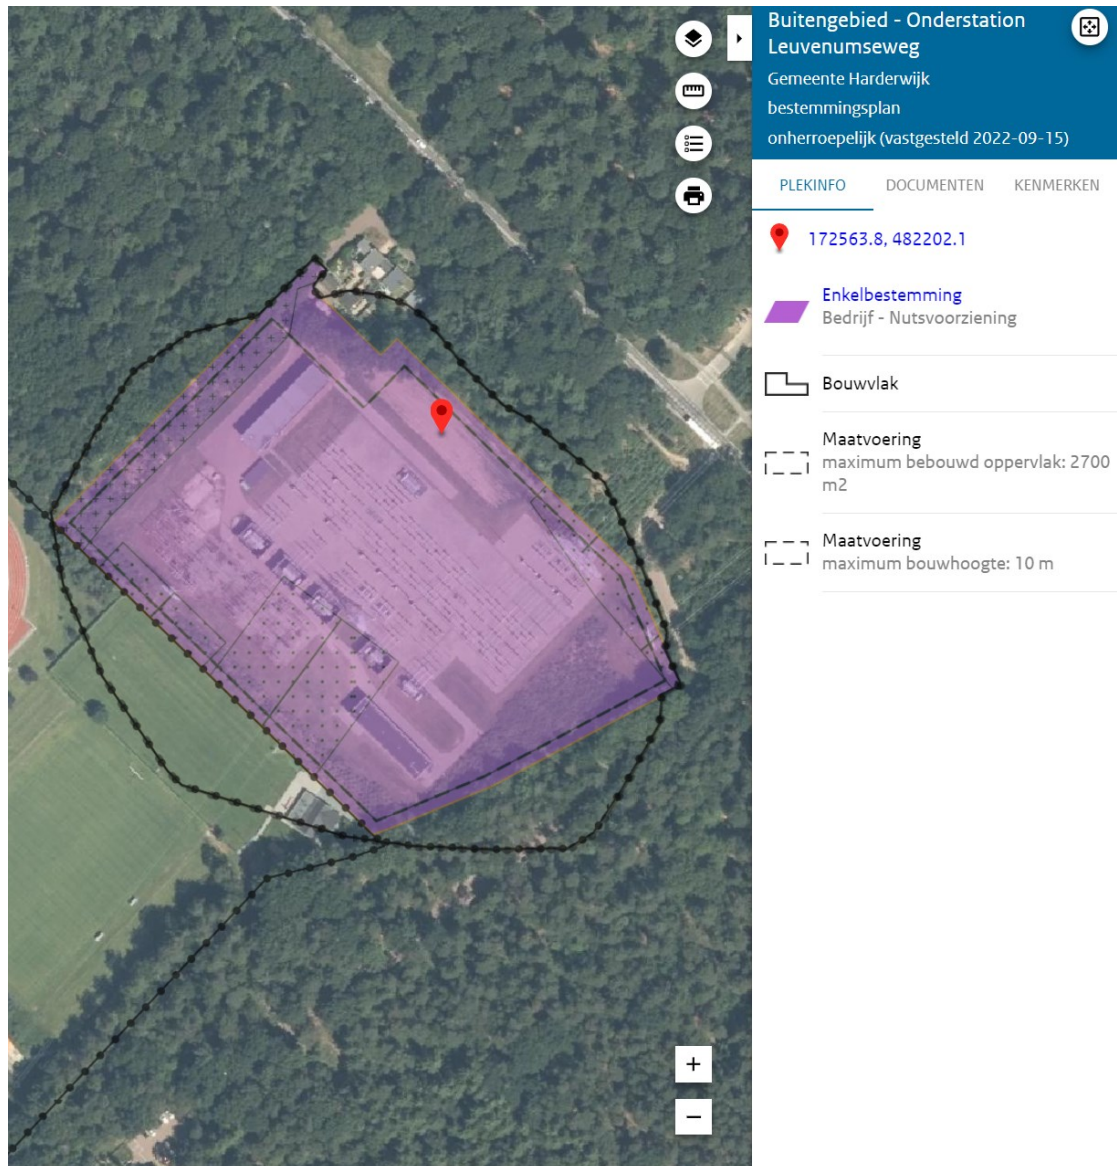 Buitengebied - Onderstation
Leuvenumseweg
Gemeente Harderwijk
bestemmingsplan
onherroepelijk (vastgesteld 2022-09-15)
PLEKINFO DOCUMENTEN KENMERKEN
172563.8, 482202.1
Enkelbestemming
Bedrijf - Nutsvoorziening
Bouwvlak
Maatvoering
maximum bebouwd oppervlak: 2700
m2
Maatvoering
maximum bouwhoogte: 10 m